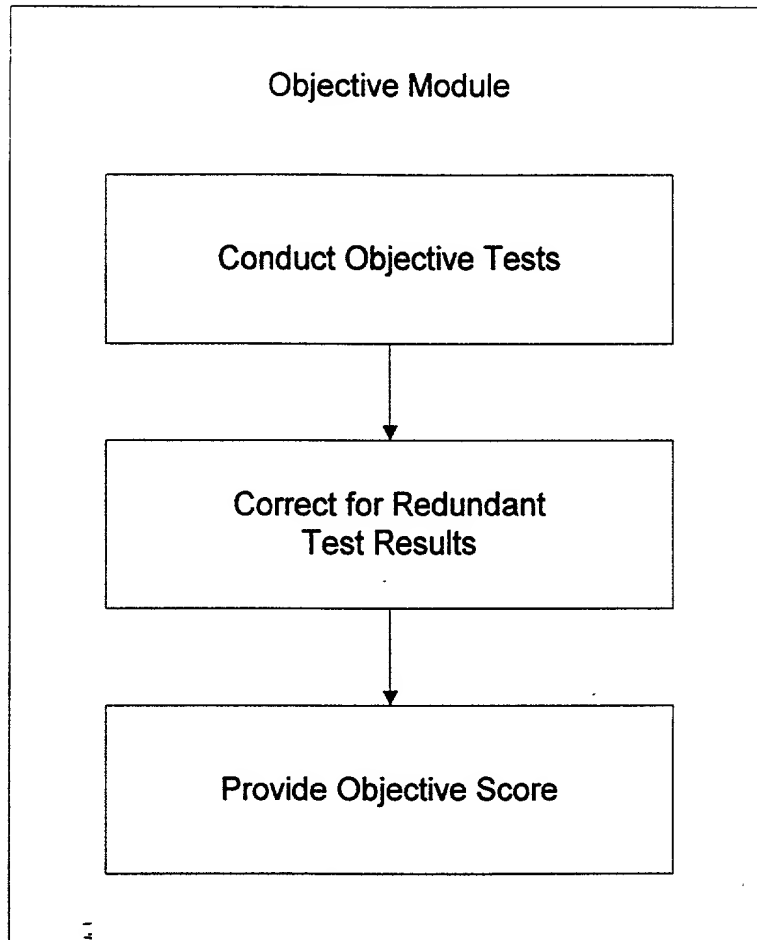 Objective Module
Conduct Objective Tests
Correct for Redundant
Test Results
Provide Objective Score